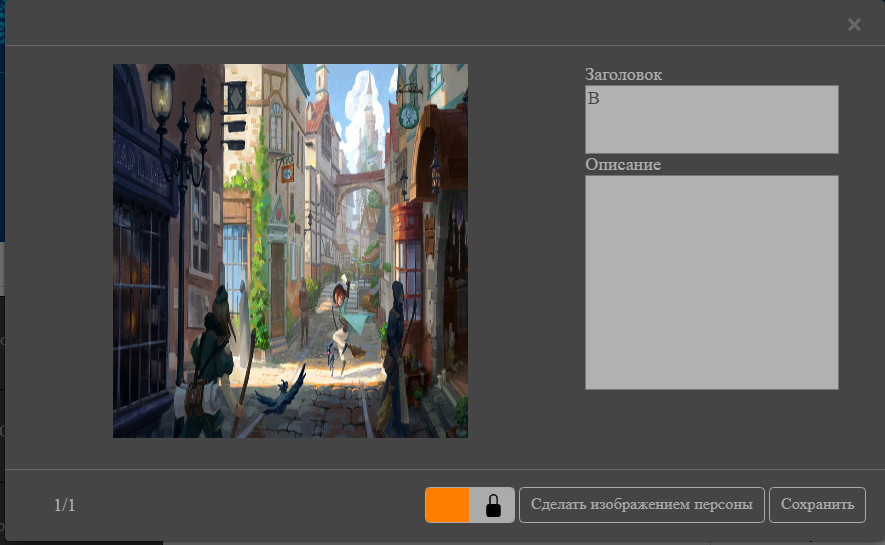 ×
Заголовок
В
Описание
1/1
Сделать изображением персоны
Сохранить